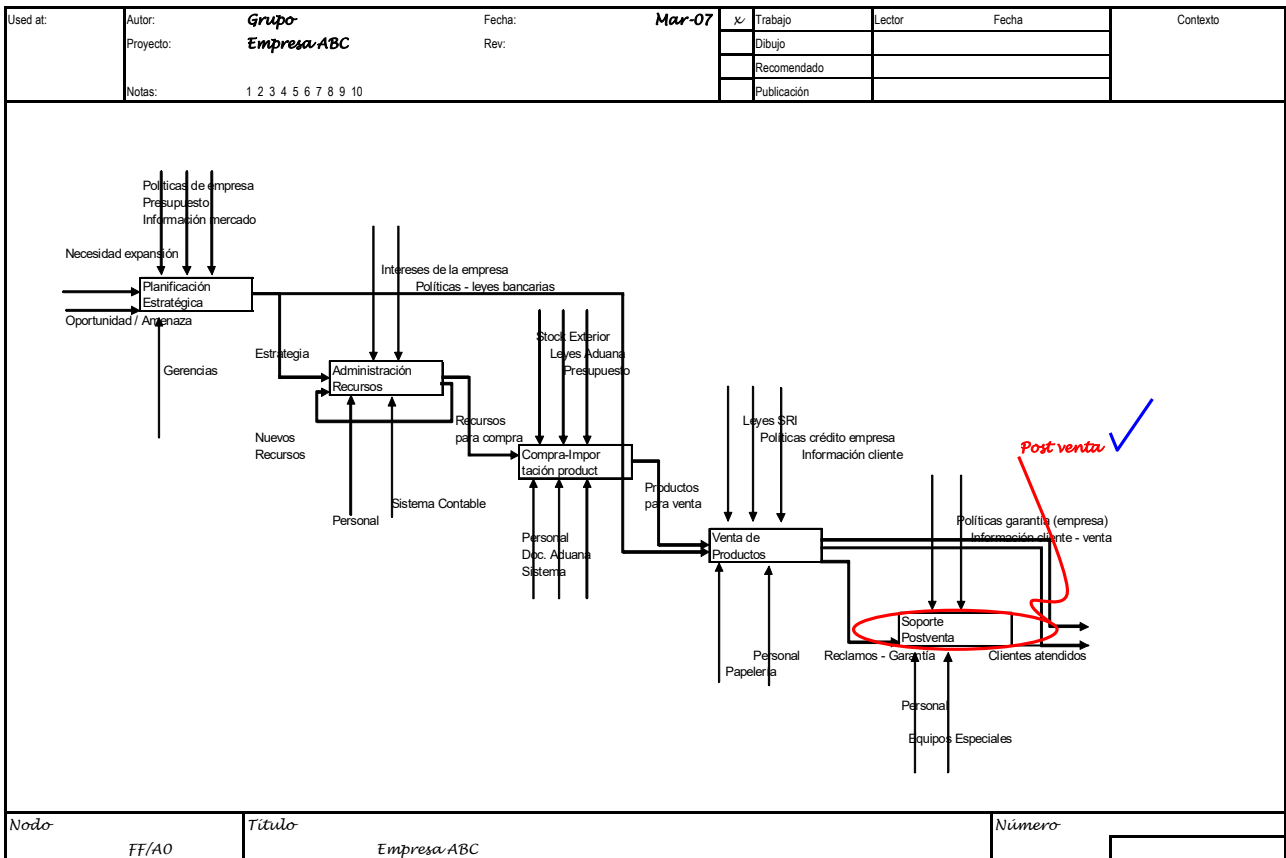 Used at:
Autor:
Grupo
Fecha:
Mar-07
x
Trabajo
Lector
Fecha
Contexto
Proyecto:
Empresa ABC
Rev:
Dibujo
Recomendado
Notas:
1 2 3 4 5 6 7 8 9 10
Publicación
Políticas de empresa
Presupuesto
Información mercado
Necesidad expansión
Planificación
Estratégica
Oportunidad / Amenaza
Gerencias
Intereses de la empresa
Políticas - leyes bancarias
Estrategia
Administración
Recursos
Nuevos
Recursos
Personal
Sistema Contable
Recursos
para compra
Stock Exterior
Leyes Aduana
Presupuesto
Compra-Impor
tación product
Personal
Doc. Aduana
Sistema
Productos
para venta
Leyes SRI
Políticas crédito empresa
Información cliente
Venta de
Productos
Personal
Papelería
Post venta
Políticas garantía (empresa)
Información cliente - venta
Soporte
Postventa
Reclamos - Garantía
Clientes atendidos
Personal
Equipos Especiales
Nodo
FF/A0
Título
Empresa ABC
Número